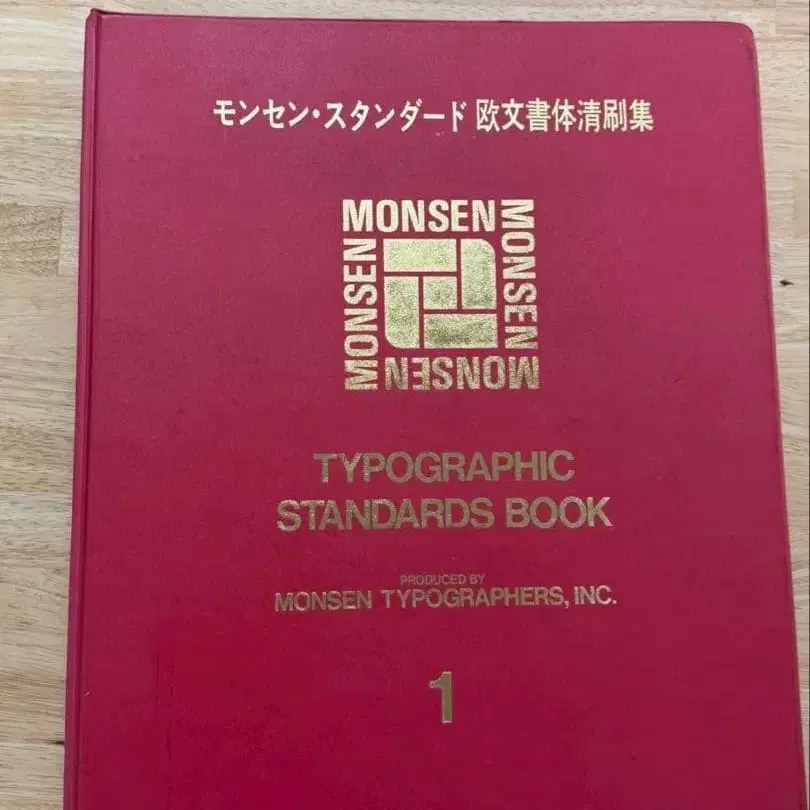 モンセン・スタンダード 欧文書体清刷集
MONSEN
MONSEN
MONSEN
MONSEN
TYPOGRAPHIC
STANDARDS BOOK
PRODUCED BY
MONSEN TYPOGRAPHERS, INC.
1